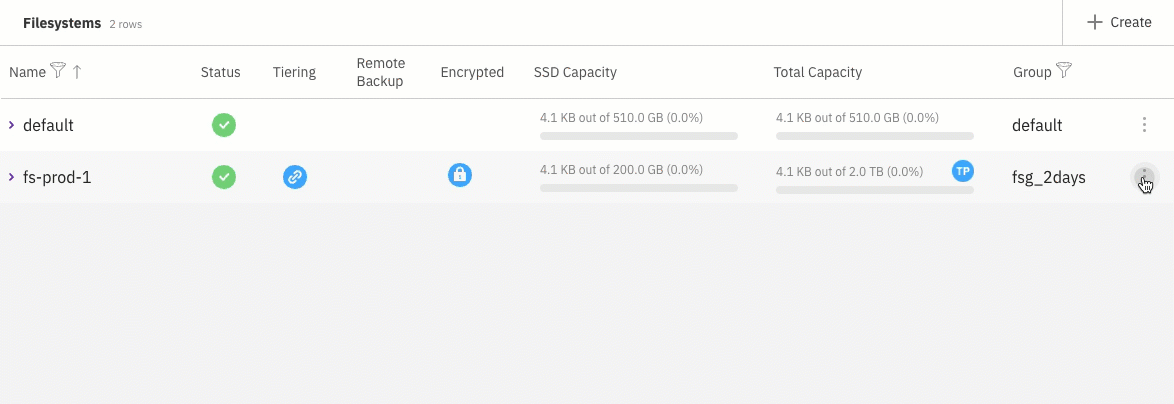 Filesystems 2 rows
Create
Name Status Tiering Remote Backup Encrypted SSD Capacity Total Capacity Group
default 4.1 KB out of 510.0 GB (0.0%) 4.1 KB out of 510.0 GB (0.0%) default
fs-prod-1 4.1 KB out of 200.0 GB (0.0%) 4.1 KB out of 2.0 TB (0.0%) TP fsg_2days